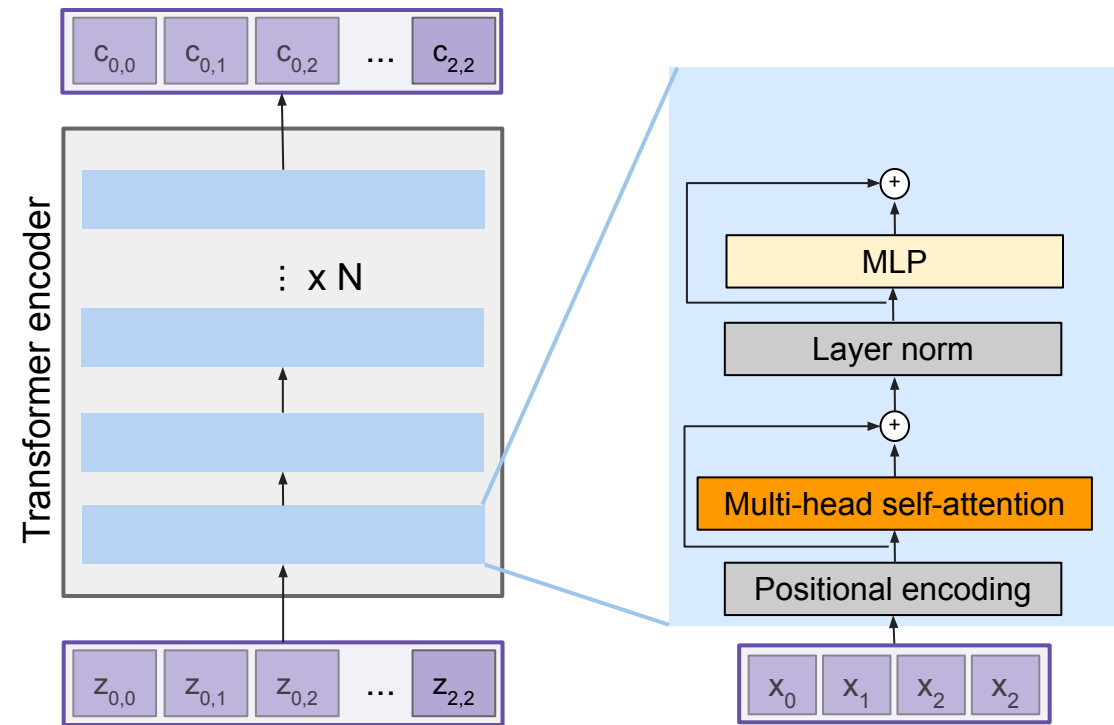 c0,0 c0,1 c0,2 ... c2,2
Transformer encoder
⋮ x N
z0,0 z0,1 z0,2 ... z2,2
+
MLP
Layer norm
+
Multi-head self-attention
Positional encoding
x0 x1 x2 x2